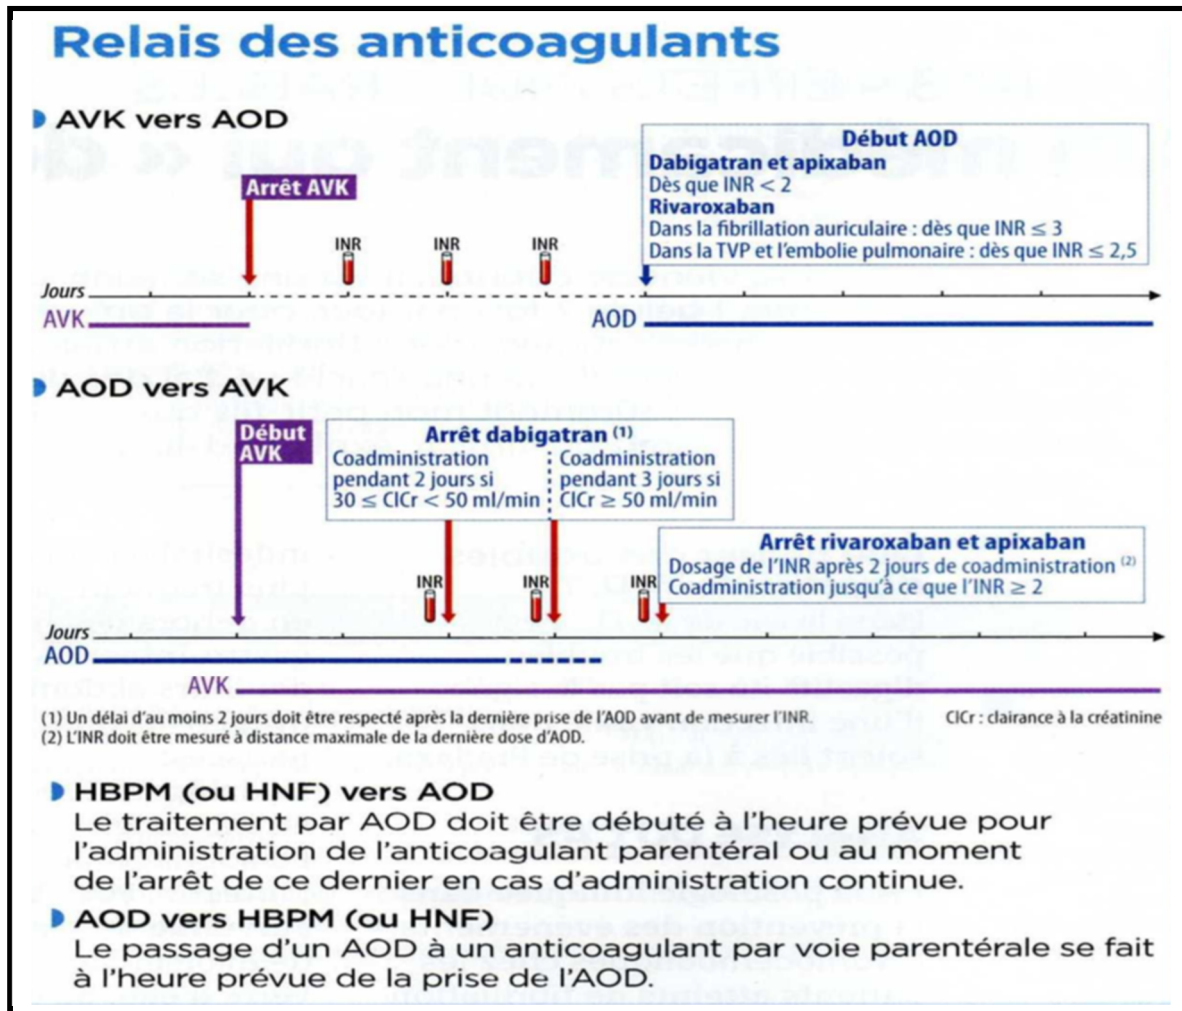 Relais des anticoagulants
AVK vers AOD
Début AOD
Dabigatran et apixaban
Dès que INR < 2
Rivaroxaban
Dans la fibrillation auriculaire : dès que INR ≤ 3
Dans la TVP et l'embolie pulmonaire : dès que INR ≤ 2,5
Arrêt AVK
INR INR INR
Jours
AVK AOD
AOD vers AVK
Début
AVK
Arrêt dabigatran (1)
Coadministration
pendant 2 jours si
30 ≤ ClCr < 50 ml/min
Coadministration
pendant 3 jours si
ClCr ≥ 50 ml/min
Arrêt rivaroxaban et apixaban
Dosage de l'INR après 2 jours de coadministration (2)
Coadministration jusqu'à ce que l'INR ≥ 2
INR INR INR
Jours
AOD
AVK
(1) Un délai d'au moins 2 jours doit être respecté après la dernière prise de l'AOD avant de mesurer l'INR.
ClCr : clairance à la créatinine
(2) L'INR doit être mesuré à distance maximale de la dernière dose d'AOD.
HBPM (ou HNF) vers AOD
Le traitement par AOD doit être débuté à l'heure prévue pour
l'administration de l'anticoagulant parentéral ou au moment
de l'arrêt de ce dernier en cas d'administration continue.
AOD vers HBPM (ou HNF)
Le passage d'un AOD à un anticoagulant par voie parentérale se fait
à l'heure prévue de la prise de l'AOD.